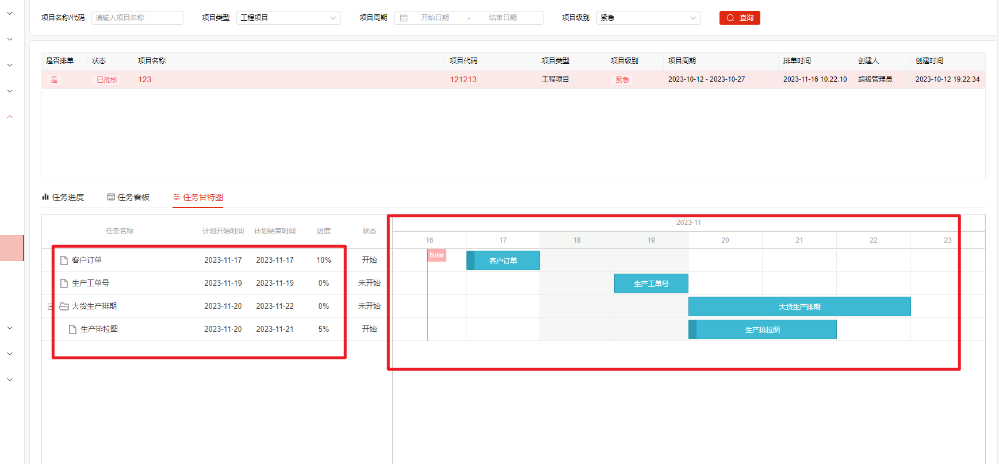 项目名称/代码 请输入项目名称 项目类型 工程项目 项目周期 开始日期 - 结束日期 项目级别 紧急 查询
是否排单 状态 项目名称 项目代码 项目类型 项目级别 项目周期 排单时间 创建人 创建时间
是 已批核 123 121213 工程项目 紧急 2023-10-12 - 2023-10-27 2023-11-16 10:22:10 超级管理员 2023-10-12 19:22:34
任务进度 任务看板 任务甘特图
任务名称 计划开始时间 计划结束时间 进度 状态
2023-11
16 17 18 19 20 21 22 23
Now
客户订单 2023-11-17 2023-11-17 10% 开始 客户订单
生产工单号 2023-11-19 2023-11-19 0% 未开始 生产工单号
大货生产排期 2023-11-20 2023-11-22 0% 未开始 大货生产排期
生产排拉图 2023-11-20 2023-11-21 5% 开始 生产排拉图